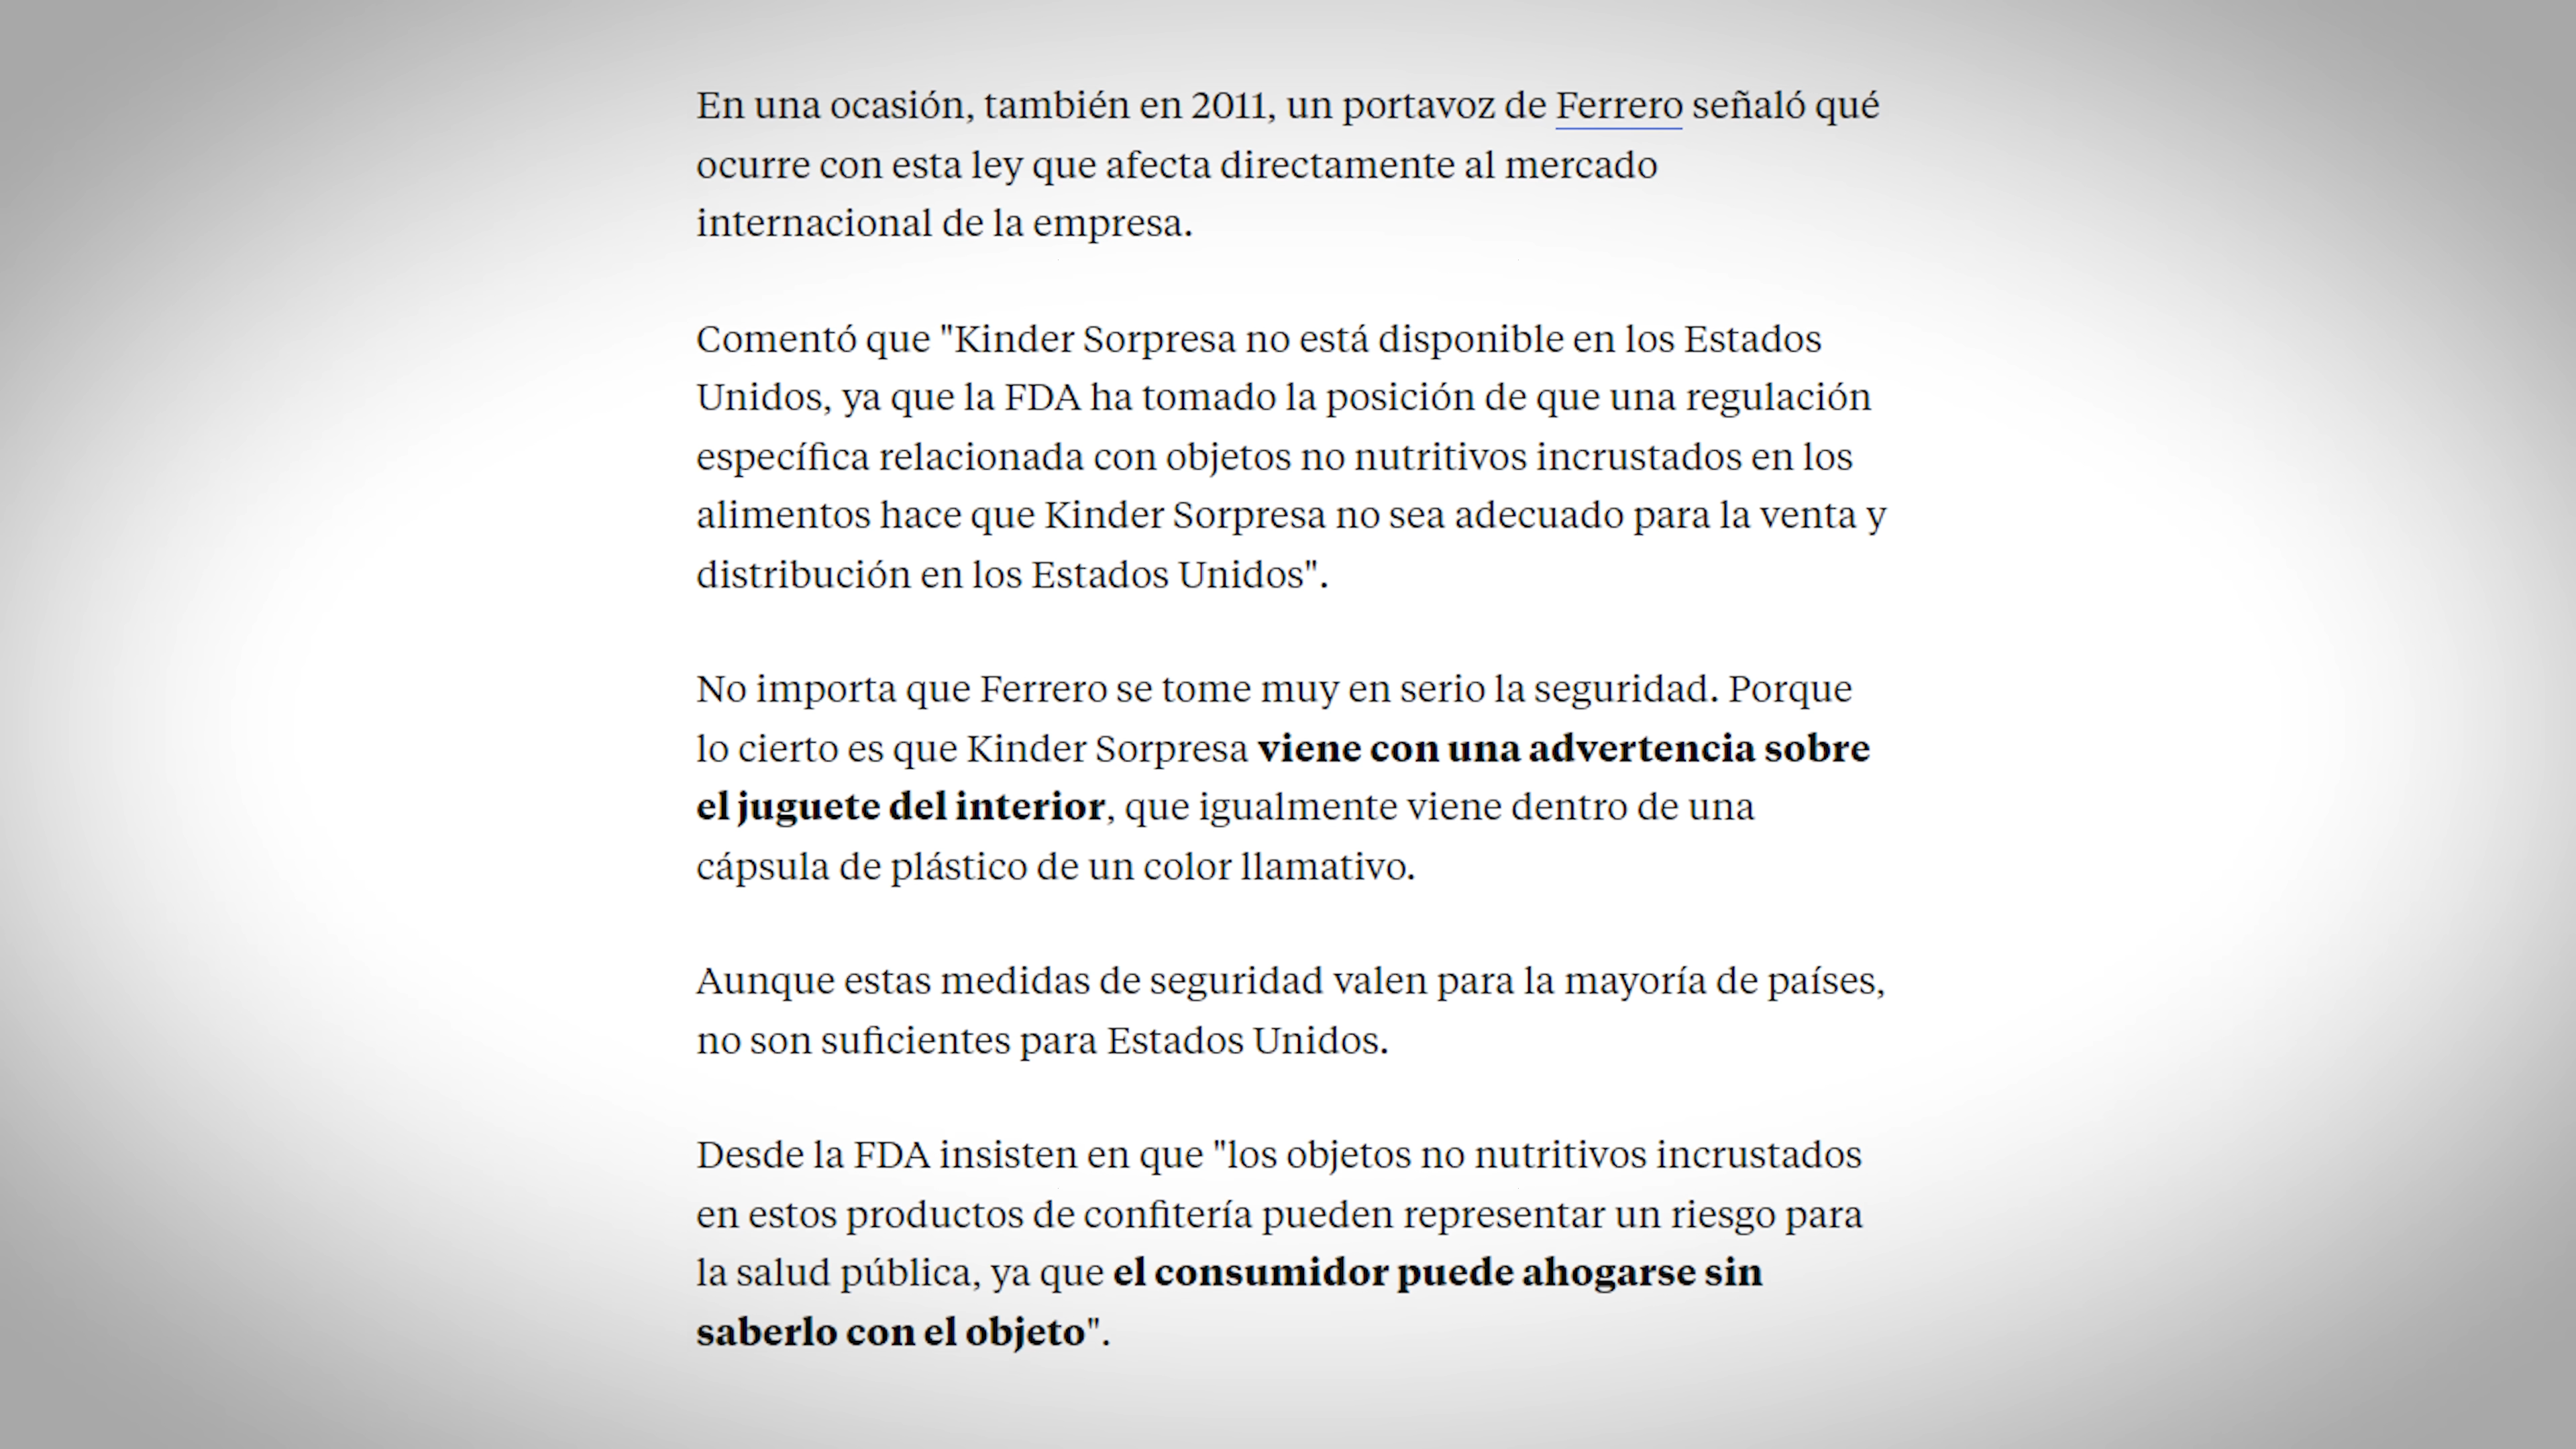 En una ocasión, también en 2011, un portavoz de Ferrero señaló qué
ocurre con esta ley que afecta directamente al mercado
internacional de la empresa.
Comentó que "Kinder Sorpresa no está disponible en los Estados
Unidos, ya que la FDA ha tomado la posición de que una regulación
específica relacionada con objetos no nutritivos incrustados en los
alimentos hace que Kinder Sorpresa no sea adecuado para la venta y
distribución en los Estados Unidos".
No importa que Ferrero se tome muy en serio la seguridad. Porque
lo cierto es que Kinder Sorpresa viene con una advertencia sobre
el juguete del interior, que igualmente viene dentro de una
cápsula de plástico de un color llamativo.
Aunque estas medidas de seguridad valen para la mayoría de países,
no son suficientes para Estados Unidos.
Desde la FDA insisten en que "los objetos no nutritivos incrustados
en estos productos de confitería pueden representar un riesgo para
la salud pública, ya que el consumidor puede ahogarse sin
saberlo con el objeto".